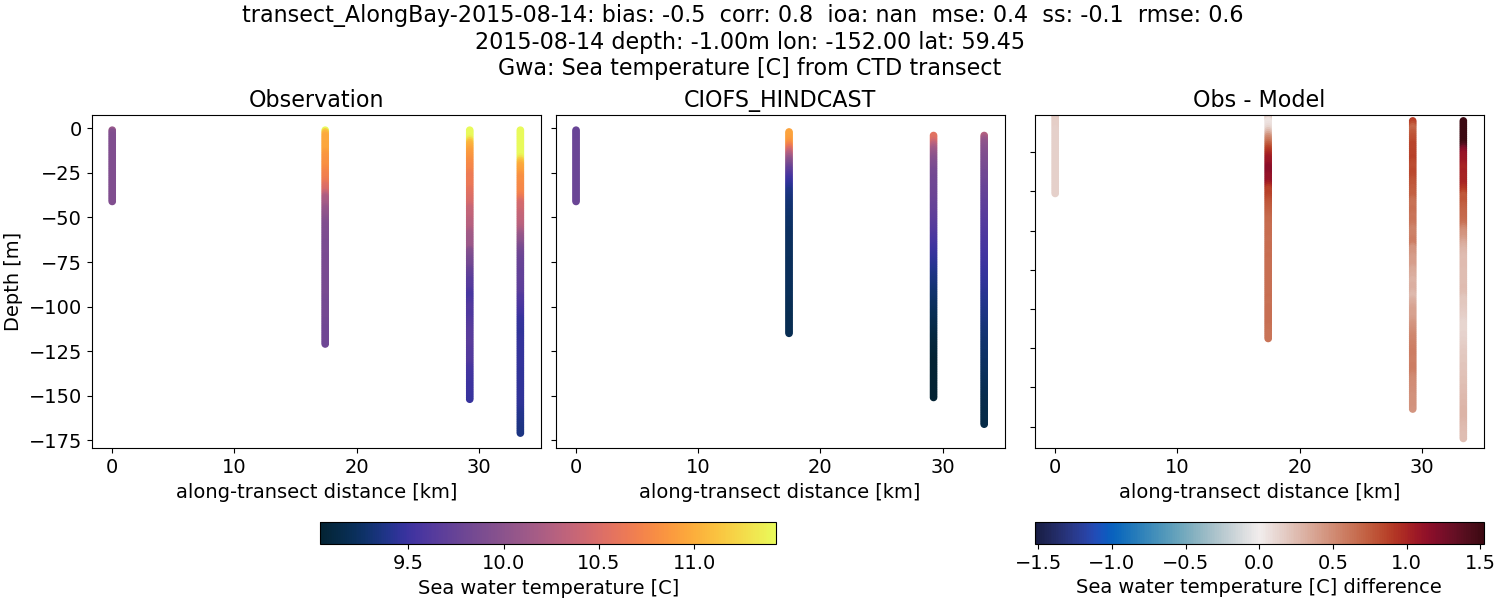 transect_AlongBay-2015-08-14: bias: -0.5  corr: 0.8  ioa: nan  mse: 0.4  ss: -0.1  rmse: 0.6
2015-08-14 depth: -1.00m lon: -152.00 lat: 59.45
Gwa: Sea temperature [C] from CTD transect
Observation
CIOFS_HINDCAST
Obs - Model
Depth [m]
0
−25
−50
−75
−100
−125
−150
−175
0 10 20 30
0 10 20 30
0 10 20 30
along-transect distance [km]
along-transect distance [km]
along-transect distance [km]
9.5 10.0 10.5 11.0
Sea water temperature [C]
−1.5 −1.0 −0.5 0.0 0.5 1.0 1.5
Sea water temperature [C] difference